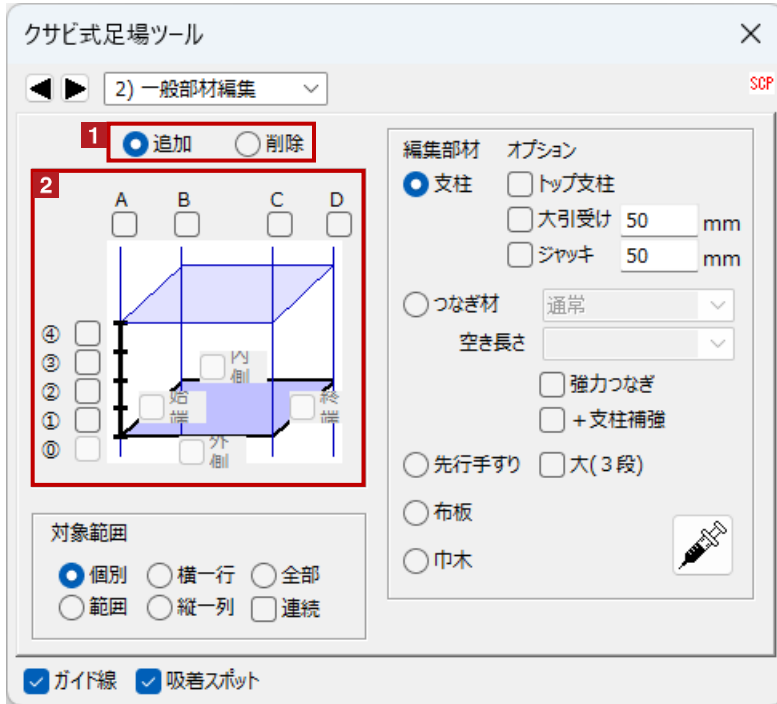 クサビ式足場ツール
2) 一般部材編集
SCP
1 追加 削除
2
A B C D
④
③
②
①
⓪
内側
始端
終端
外側
対象範囲
個別 横一行 全部
範囲 縦一列 連続
編集部材 オプション
支柱 トップ支柱
大引受け 50 mm
ジャッキ 50 mm
つなぎ材 通常
空き長さ
強力つなぎ
+支柱補強
先行手すり 大(3段)
布板
巾木
ガイド線 吸着スポット